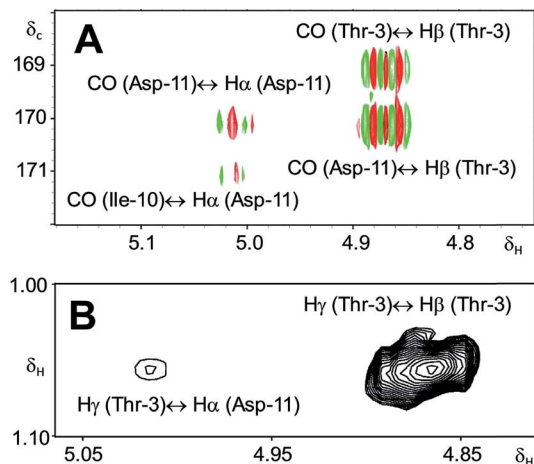 δc
A
CO (Thr-3)↔ Hβ (Thr-3)
169
CO (Asp-11)↔ Hα (Asp-11)
170
171
CO (Asp-11)↔ Hβ (Thr-3)
CO (Ile-10)↔ Hα (Asp-11)
5.1 5.0 4.9 4.8 δH
1.00
B
Hγ (Thr-3)↔ Hβ (Thr-3)
δH
Hγ (Thr-3)↔ Hα (Asp-11)
1.10
5.05 4.95 4.85 δH